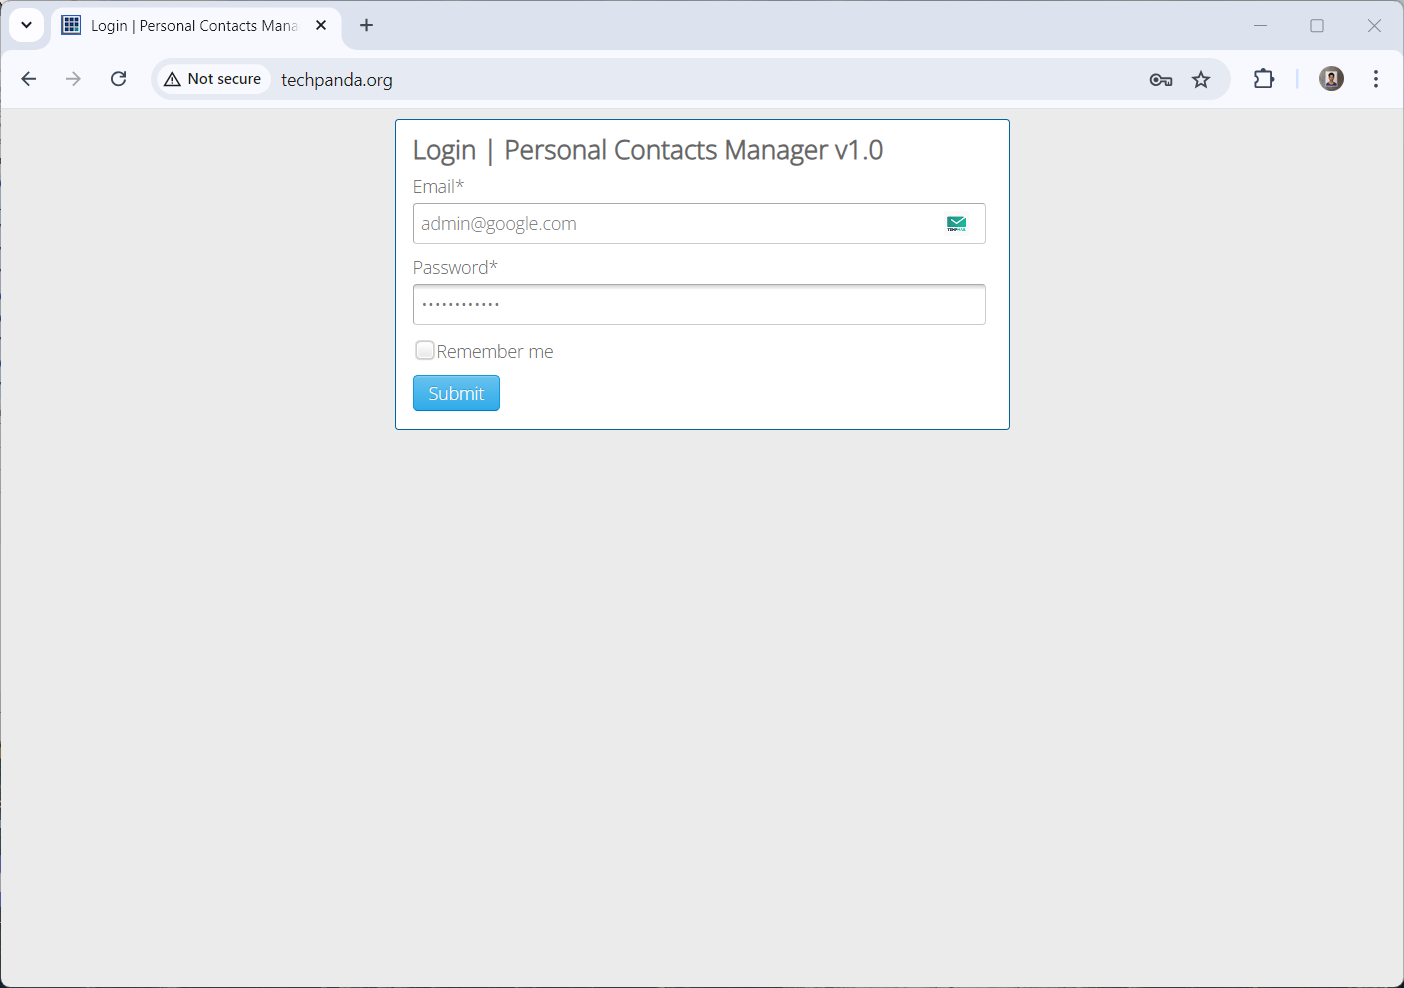 Login | Personal Contacts Mana
Not secure
techpanda.org
Login | Personal Contacts Manager v1.0
Email*
admin@google.com
Password*
••••••••••••
Remember me
Submit